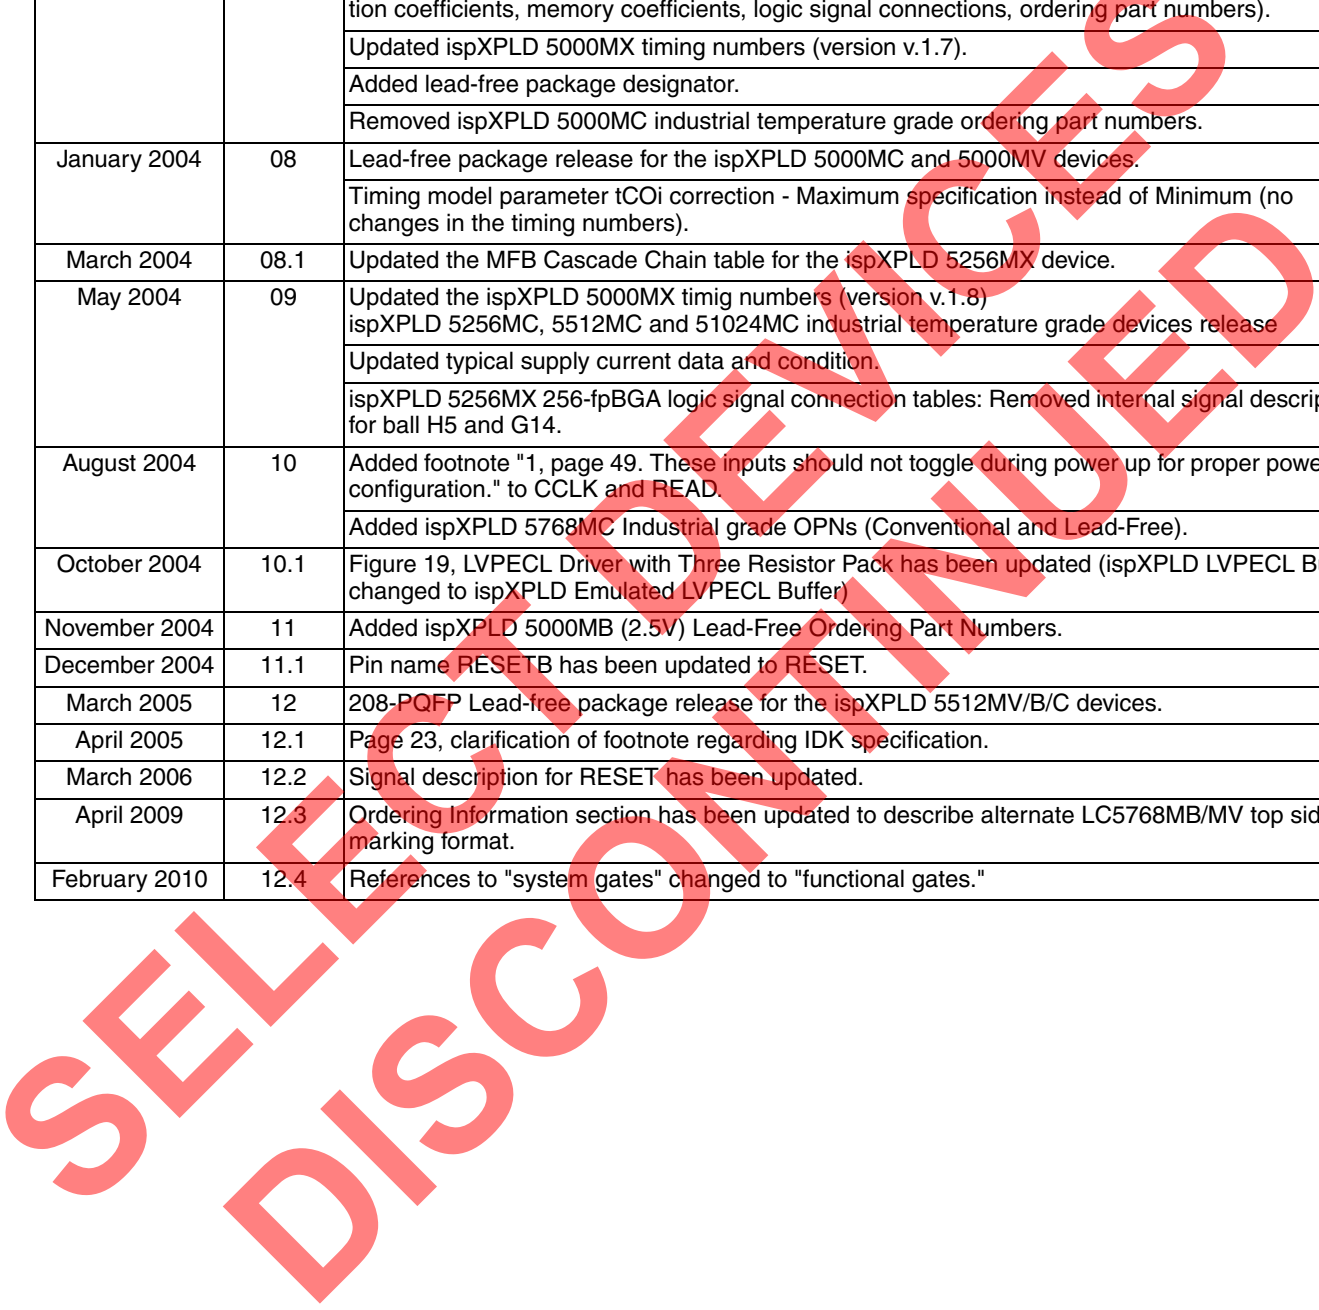 tion coefficients, memory coefficients, logic signal connections, ordering part numbers).
Updated ispXPLD 5000MX timing numbers (version v.1.7).
Added lead-free package designator.
Removed ispXPLD 5000MC industrial temperature grade ordering part numbers.
January 2004 08 Lead-free package release for the ispXPLD 5000MC and 5000MV devices.
Timing model parameter tCOi correction - Maximum specification instead of Minimum (no
changes in the timing numbers).
March 2004 08.1 Updated the MFB Cascade Chain table for the ispXPLD 5256MX device.
May 2004 09 Updated the ispXPLD 5000MX timig numbers (version v.1.8)
ispXPLD 5256MC, 5512MC and 51024MC industrial temperature grade devices release
Updated typical supply current data and condition.
ispXPLD 5256MX 256-fpBGA logic signal connection tables: Removed internal signal
for ball H5 and G14.
August 2004 10 Added footnote "1, page 49. These inputs should not toggle during power up for proper
configuration." to CCLK and READ.
Added ispXPLD 5768MC Industrial grade OPNs (Conventional and Lead-Free).
October 2004 10.1 Figure 19, LVPECL Driver with Three Resistor Pack has been updated (ispXPLD LVPECL
changed to ispXPLD Emulated LVPECL Buffer)
November 2004 11 Added ispXPLD 5000MB (2.5V) Lead-Free Ordering Part Numbers.
December 2004 11.1 Pin name RESETB has been updated to RESET.
March 2005 12 208-PQFP Lead-free package release for the ispXPLD 5512MV/B/C devices.
April 2005 12.1 Page 23, clarification of footnote regarding IDK specification.
March 2006 12.2 Signal description for RESET has been updated.
April 2009 12.3 Ordering Information section has been updated to describe alternate LC5768MB/MV top
marking format.
February 2010 12.4 References to "system gates" changed to "functional gates."
SELECT DEVICES
DISCONTINUED